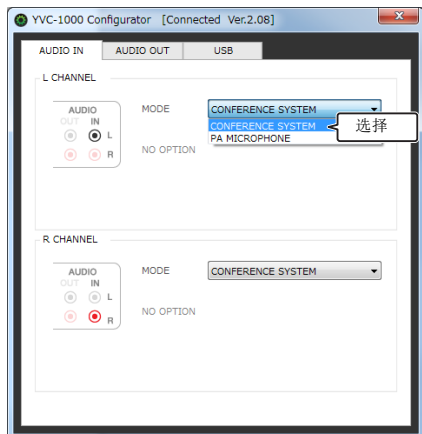 YVC-1000 Configurator [Connected Ver.2.08]
AUDIO IN AUDIO OUT USB
L CHANNEL
AUDIO
OUT IN
L
R
MODE
CONFERENCE SYSTEM
CONFERENCE SYSTEM
PA MICROPHONE
选择
NO OPTION
R CHANNEL
AUDIO
OUT IN
L
R
MODE
CONFERENCE SYSTEM
NO OPTION